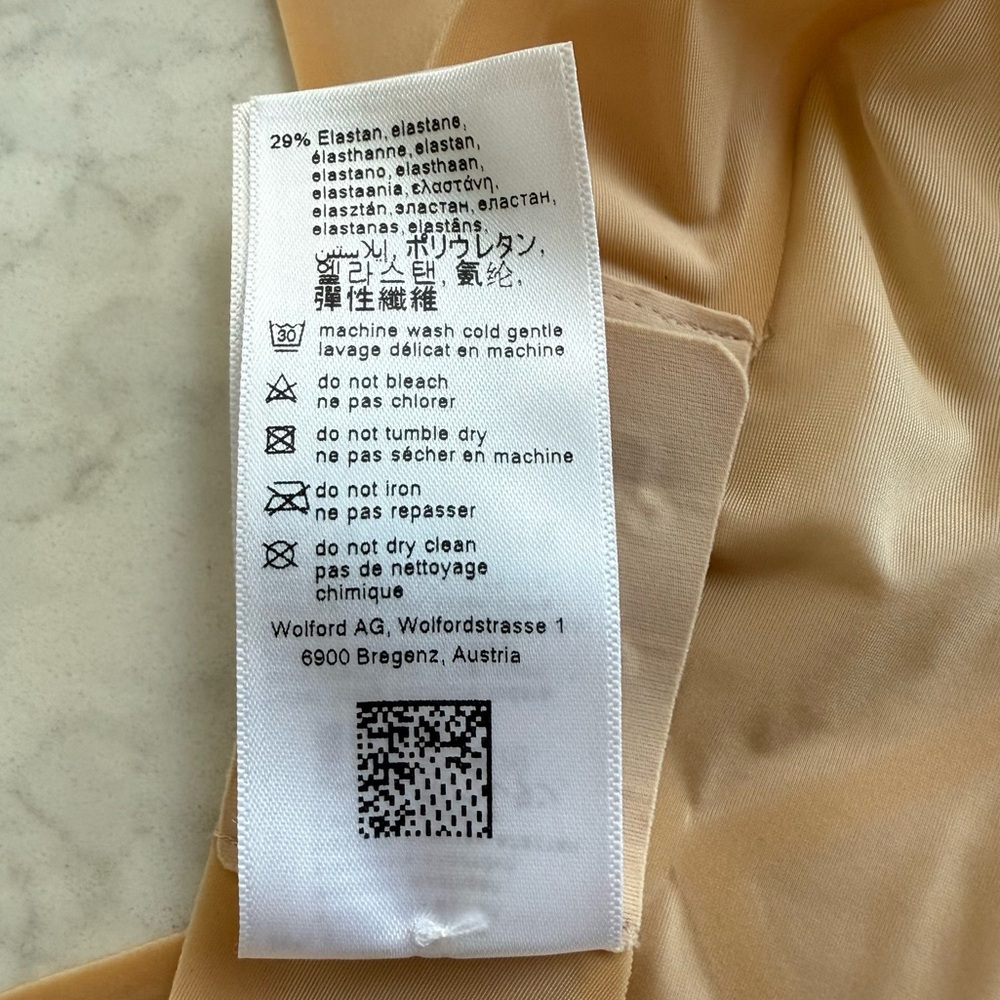 29% Elastan, elastane,
élasthanne, elastan,
elastano, elasthaan,
elastaania, ελαστάνη,
elasztán, эластан, еластан,
elastanas, elastāns,
إيلاستين, ポリウレタン,
엘라스탠, 氨纶,
彈性纖維
30 machine wash cold gentle
lavage délicat en machine
do not bleach
ne pas chlorer
do not tumble dry
ne pas sécher en machine
do not iron
ne pas repasser
do not dry clean
pas de nettoyage
chimique
Wolford AG, Wolfordstrasse 1
6900 Bregenz, Austria